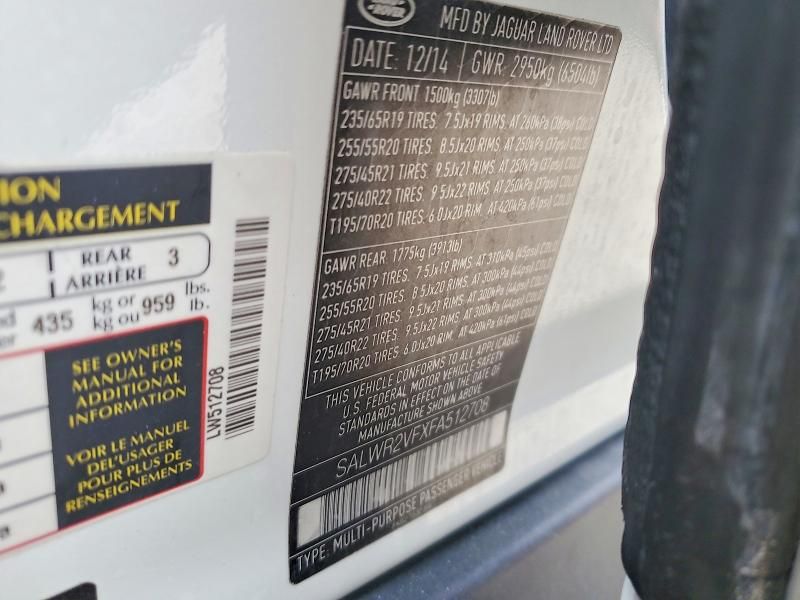 ROVER
MFD BY JAGUAR LAND ROVER LTD
DATE: 12/14 GWR: 2950kg (6504lb)
GAWR FRONT 1500kg (3307lb)
235/65R19 TIRES: 7.5Jx19 RIMS: AT 260kPa (38psi) COLD
255/55R20 TIRES: 8.5Jx20 RIMS: AT 250kPa (37psi) COLD
275/45R21 TIRES: 9.5Jx21 RIMS: AT 250kPa (37psi) COLD
275/40R22 TIRES: 9.5Jx22 RIMS: AT 250kPa (37psi) COLD
T195/70R20 TIRES: 6.0Jx20 RIM: AT 420kPa (61psi) COLD
GAWR REAR: 1775kg (3913lb)
235/65R19 TIRES: 7.5Jx19 RIMS: AT 310kPa (45psi) COLD
255/55R20 TIRES: 8.5Jx20 RIMS: AT 300kPa (44psi) COLD
275/45R21 TIRES: 9.5Jx21 RIMS: AT 300kPa (44psi) COLD
275/40R22 TIRES: 9.5Jx22 RIMS: AT 300kPa (44psi) COLD
T195/70R20 TIRES: 6.0Jx20 RIM: AT 420kPa (61psi) COLD
THIS VEHICLE CONFORMS TO ALL APPLICABLE
U.S. FEDERAL MOTOR VEHICLE SAFETY
STANDARDS IN EFFECT ON THE DATE OF
MANUFACTURE SHOWN ABOVE.
SALWR2VFXFA512708
TYPE: MULTI-PURPOSE PASSENGER VEHICLE
ION
CHARGEMENT
2 REAR 3
ARRIÈRE
435 kg or 959 lbs.
kg ou lb.
SEE OWNER'S
MANUAL FOR
ADDITIONAL
INFORMATION
VOIR LE MANUEL
DEL'USAGER
POUR PLUS DE
RENSEIGNEMENTS
LW512708